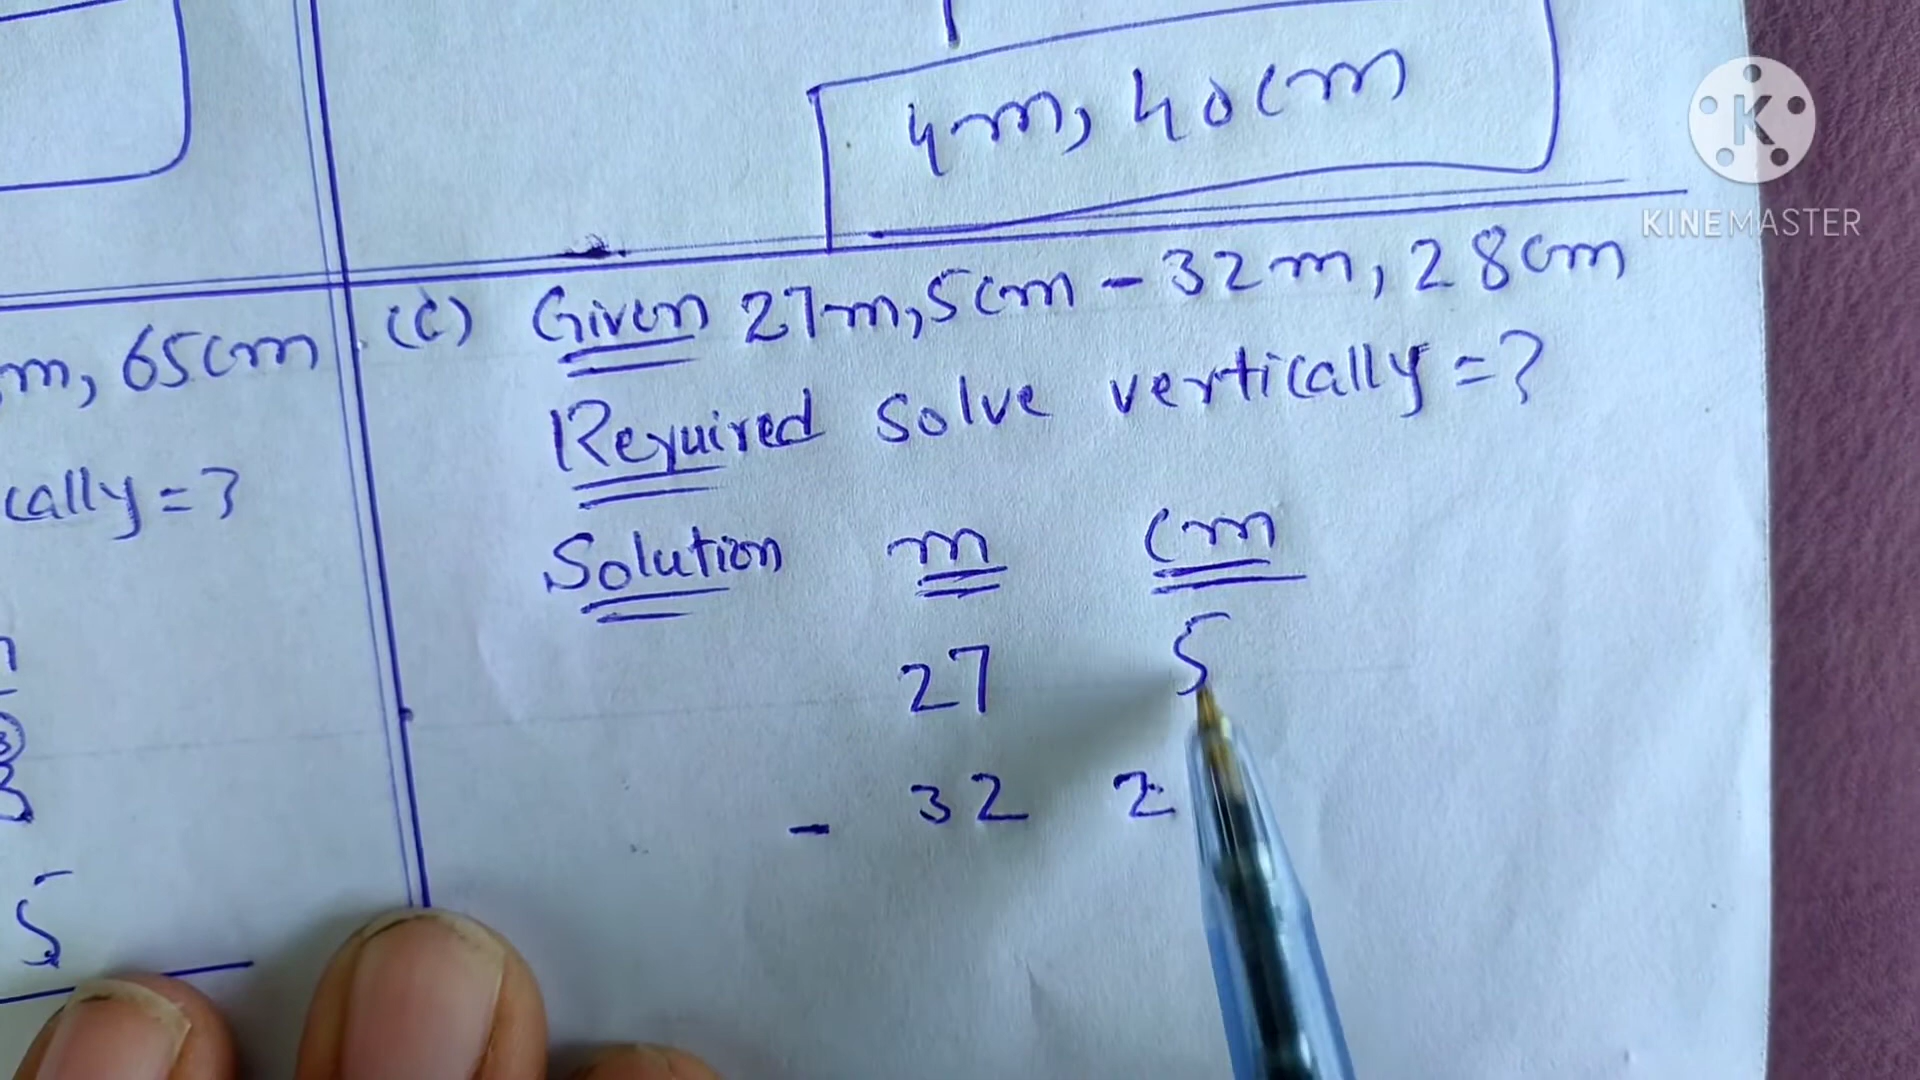 4m, 40cm
K
KINEMASTER
m, 65cm
cally = ?
5
(C) Given 27m, 5cm - 32m, 28cm
Required solve vertically = ?
Solution m cm
27 5
- 32 2